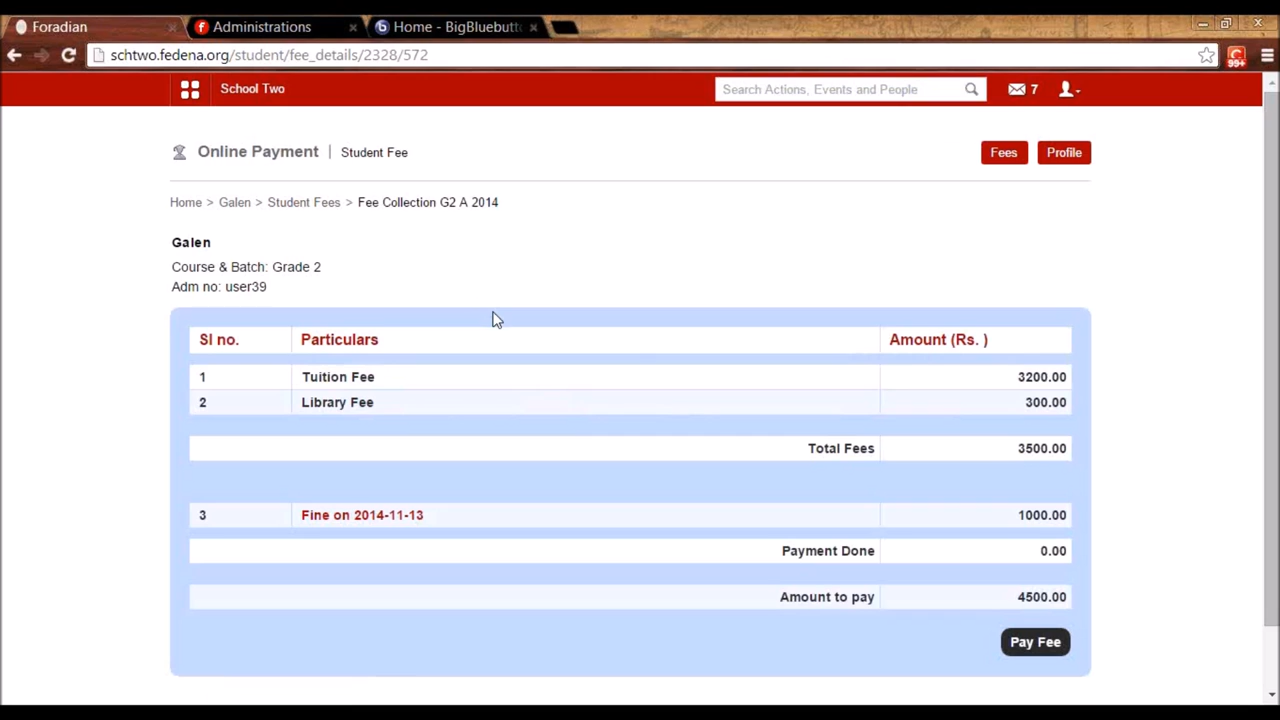 Foradian
Administrations
Home - BigBluebutt
schtwo.fedena.org/student/fee_details/2328/572
99+
School Two
Search Actions, Events and People
7
Online Payment | Student Fee
Fees
Profile
Home > Galen > Student Fees > Fee Collection G2 A 2014
Galen
Course & Batch: Grade 2
Adm no: user39
Sl no. Particulars Amount (Rs. )
1 Tuition Fee 3200.00
2 Library Fee 300.00
Total Fees 3500.00
3 Fine on 2014-11-13 1000.00
Payment Done 0.00
Amount to pay 4500.00
Pay Fee